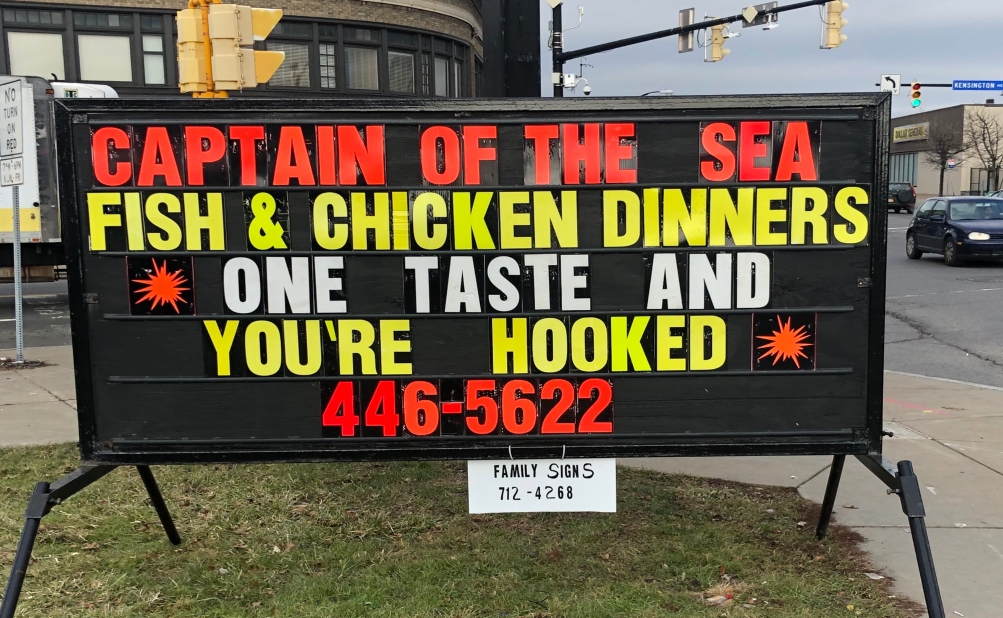 CAPTAIN OF THE SEA
FISH & CHICKEN DINNERS
ONE TASTE AND
YOU'RE HOOKED
446-5622
FAMILY SIGNS
712-4268
NO
TURN
ON
RED
KENSINGTON